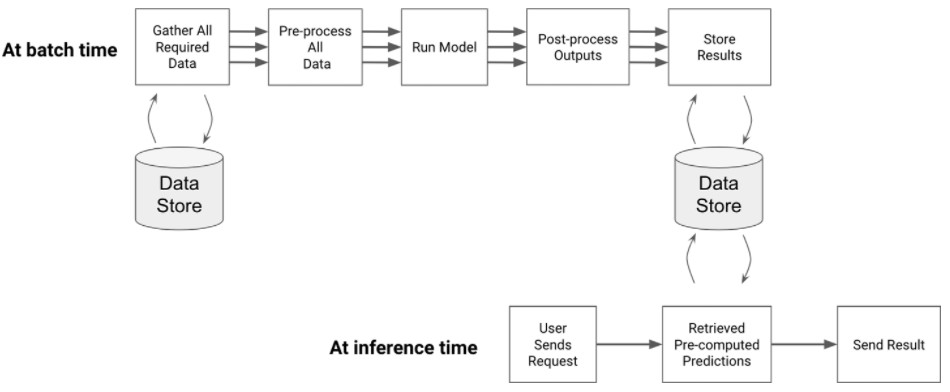 At batch time
Gather All
Required
Data
Pre-process
All
Data
Run Model
Post-process
Outputs
Store
Results
Data
Store
Data
Store
At inference time
User
Sends
Request
Retrieved
Pre-computed
Predictions
Send Result